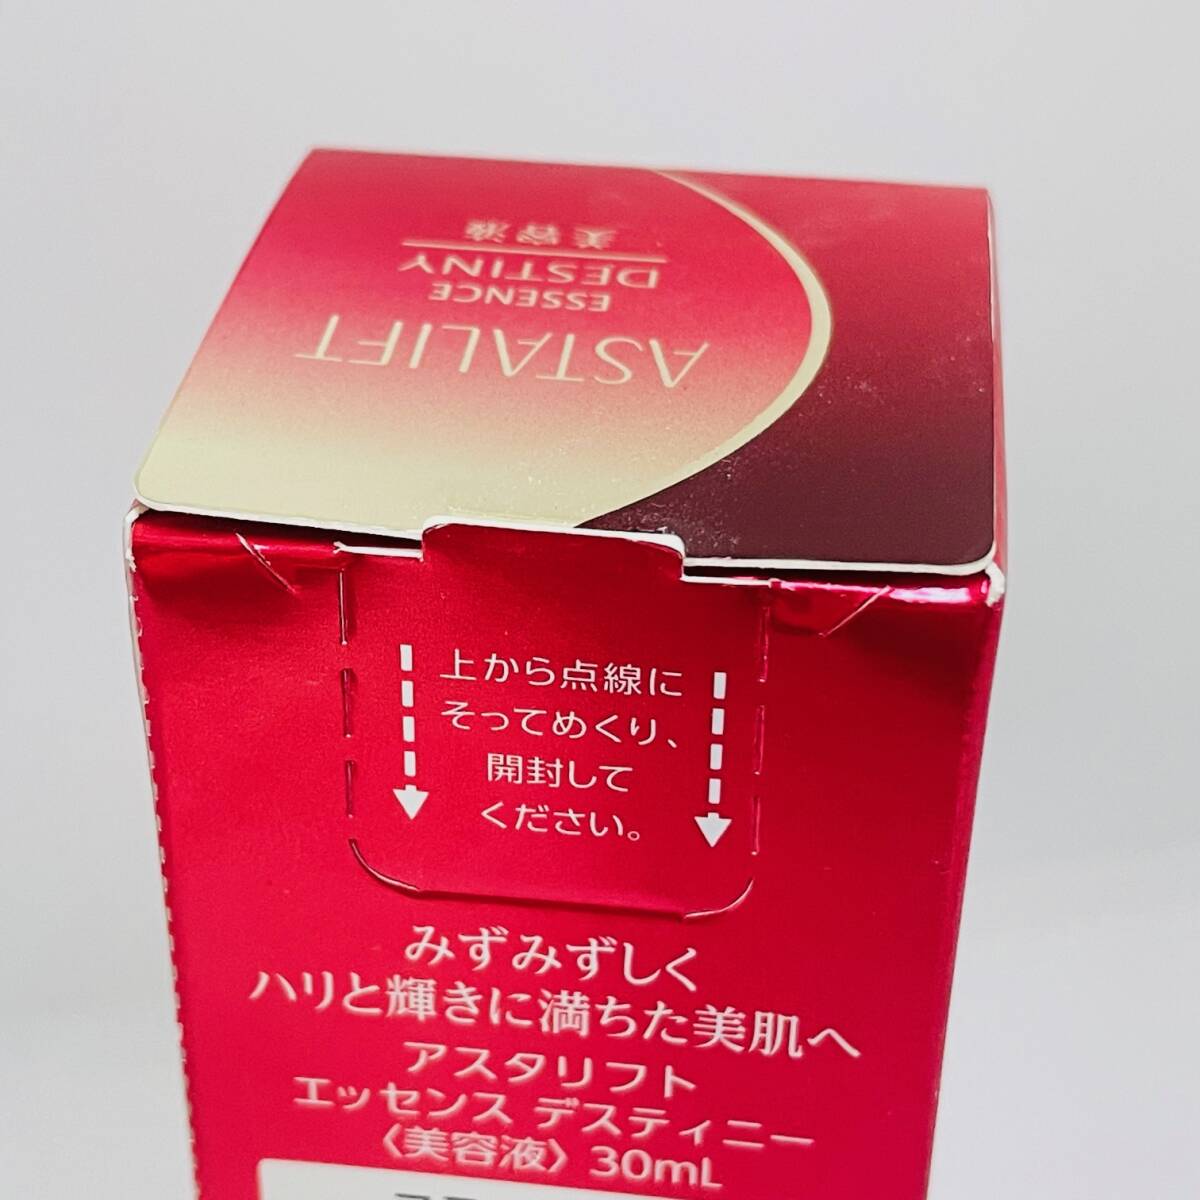 ASTALIFT
ESSENCE
DESTINY
美容液
上から点線に
そってめくり、
開封して
ください。
みずみずしく
ハリと輝きに満ちた美肌へ
アスタリフト
エッセンス デスティニー
〈美容液〉 30mL